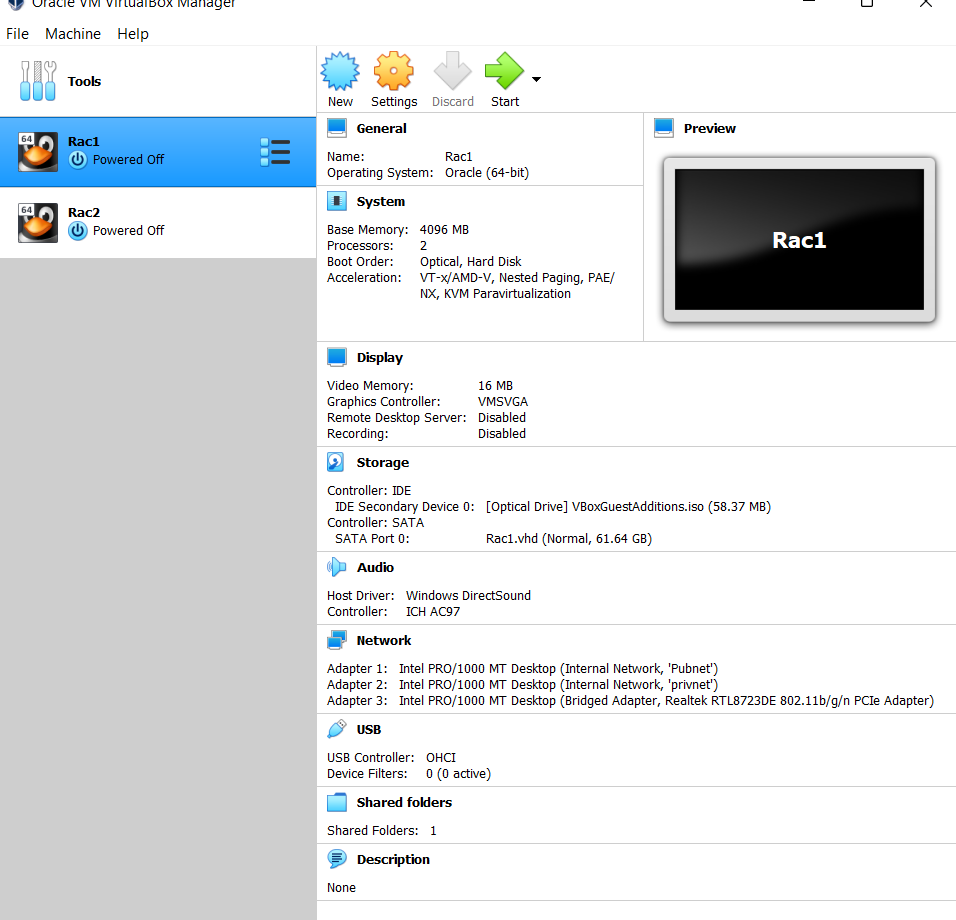 Oracle VM VirtualBox Manager
File Machine Help
Tools
64 Rac1
Powered Off
64 Rac2
Powered Off
New Settings Discard Start
General
Name: Rac1
Operating System: Oracle (64-bit)
System
Base Memory: 4096 MB
Processors: 2
Boot Order: Optical, Hard Disk
Acceleration: VT-x/AMD-V, Nested Paging, PAE/
NX, KVM Paravirtualization
Preview
Rac1
Display
Video Memory: 16 MB
Graphics Controller: VMSVGA
Remote Desktop Server: Disabled
Recording: Disabled
Storage
Controller: IDE
IDE Secondary Device 0: [Optical Drive] VBoxGuestAdditions.iso (58.37 MB)
Controller: SATA
SATA Port 0: Rac1.vhd (Normal, 61.64 GB)
Audio
Host Driver: Windows DirectSound
Controller: ICH AC97
Network
Adapter 1: Intel PRO/1000 MT Desktop (Internal Network, 'Pubnet')
Adapter 2: Intel PRO/1000 MT Desktop (Internal Network, 'privnet')
Adapter 3: Intel PRO/1000 MT Desktop (Bridged Adapter, Realtek RTL8723DE 802.11b/g/n PCIe Adapter)
USB
USB Controller: OHCI
Device Filters: 0 (0 active)
Shared folders
Shared Folders: 1
Description
None